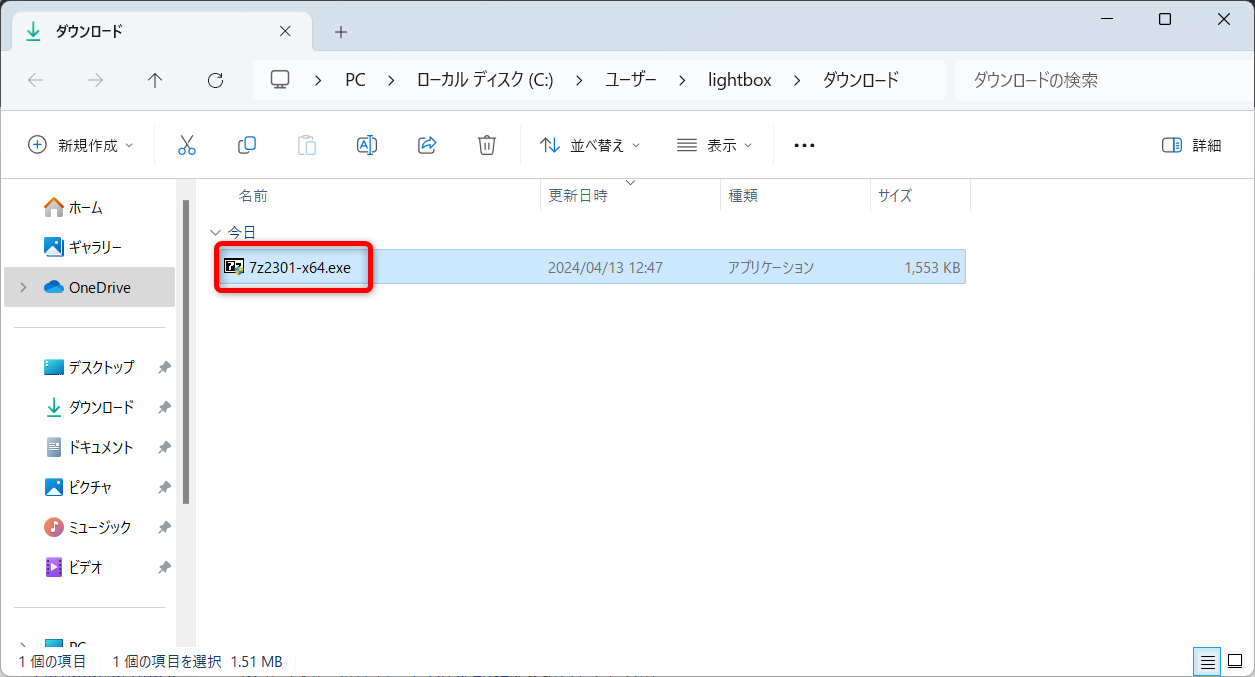 ダウンロード
PC ローカル ディスク (C:) ユーザー lightbox ダウンロード ダウンロードの検索
新規作成 並べ替え 表示 詳細
名前 更新日時 種類 サイズ
今日
7z2301-x64.exe 2024/04/13 12:47 アプリケーション 1,553 KB
ホーム
ギャラリー
OneDrive
デスクトップ
ダウンロード
ドキュメント
ピクチャ
ミュージック
ビデオ
PC
1 個の項目 1 個の項目を選択 1.51 MB